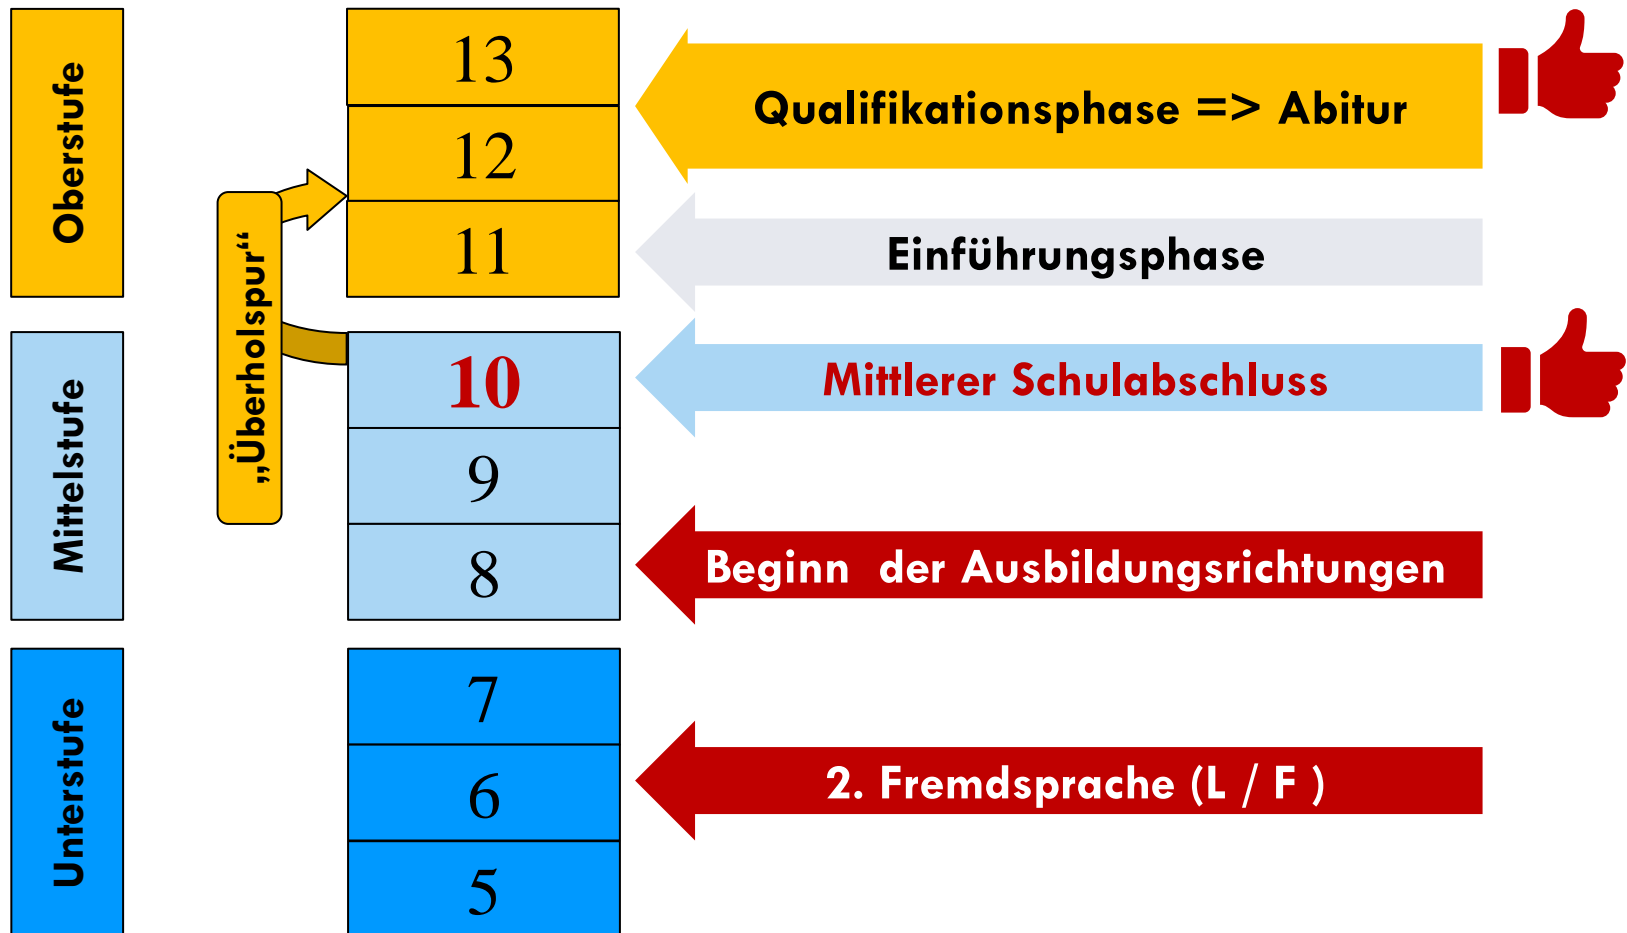 Oberstufe
13
12
11
Qualifikationsphase => Abitur
Einführungsphase
„Überholspur“
Mittelstufe
10
9
8
Mittlerer Schulabschluss
Beginn  der Ausbildungsrichtungen
Unterstufe
7
6
5
2. Fremdsprache (L / F )